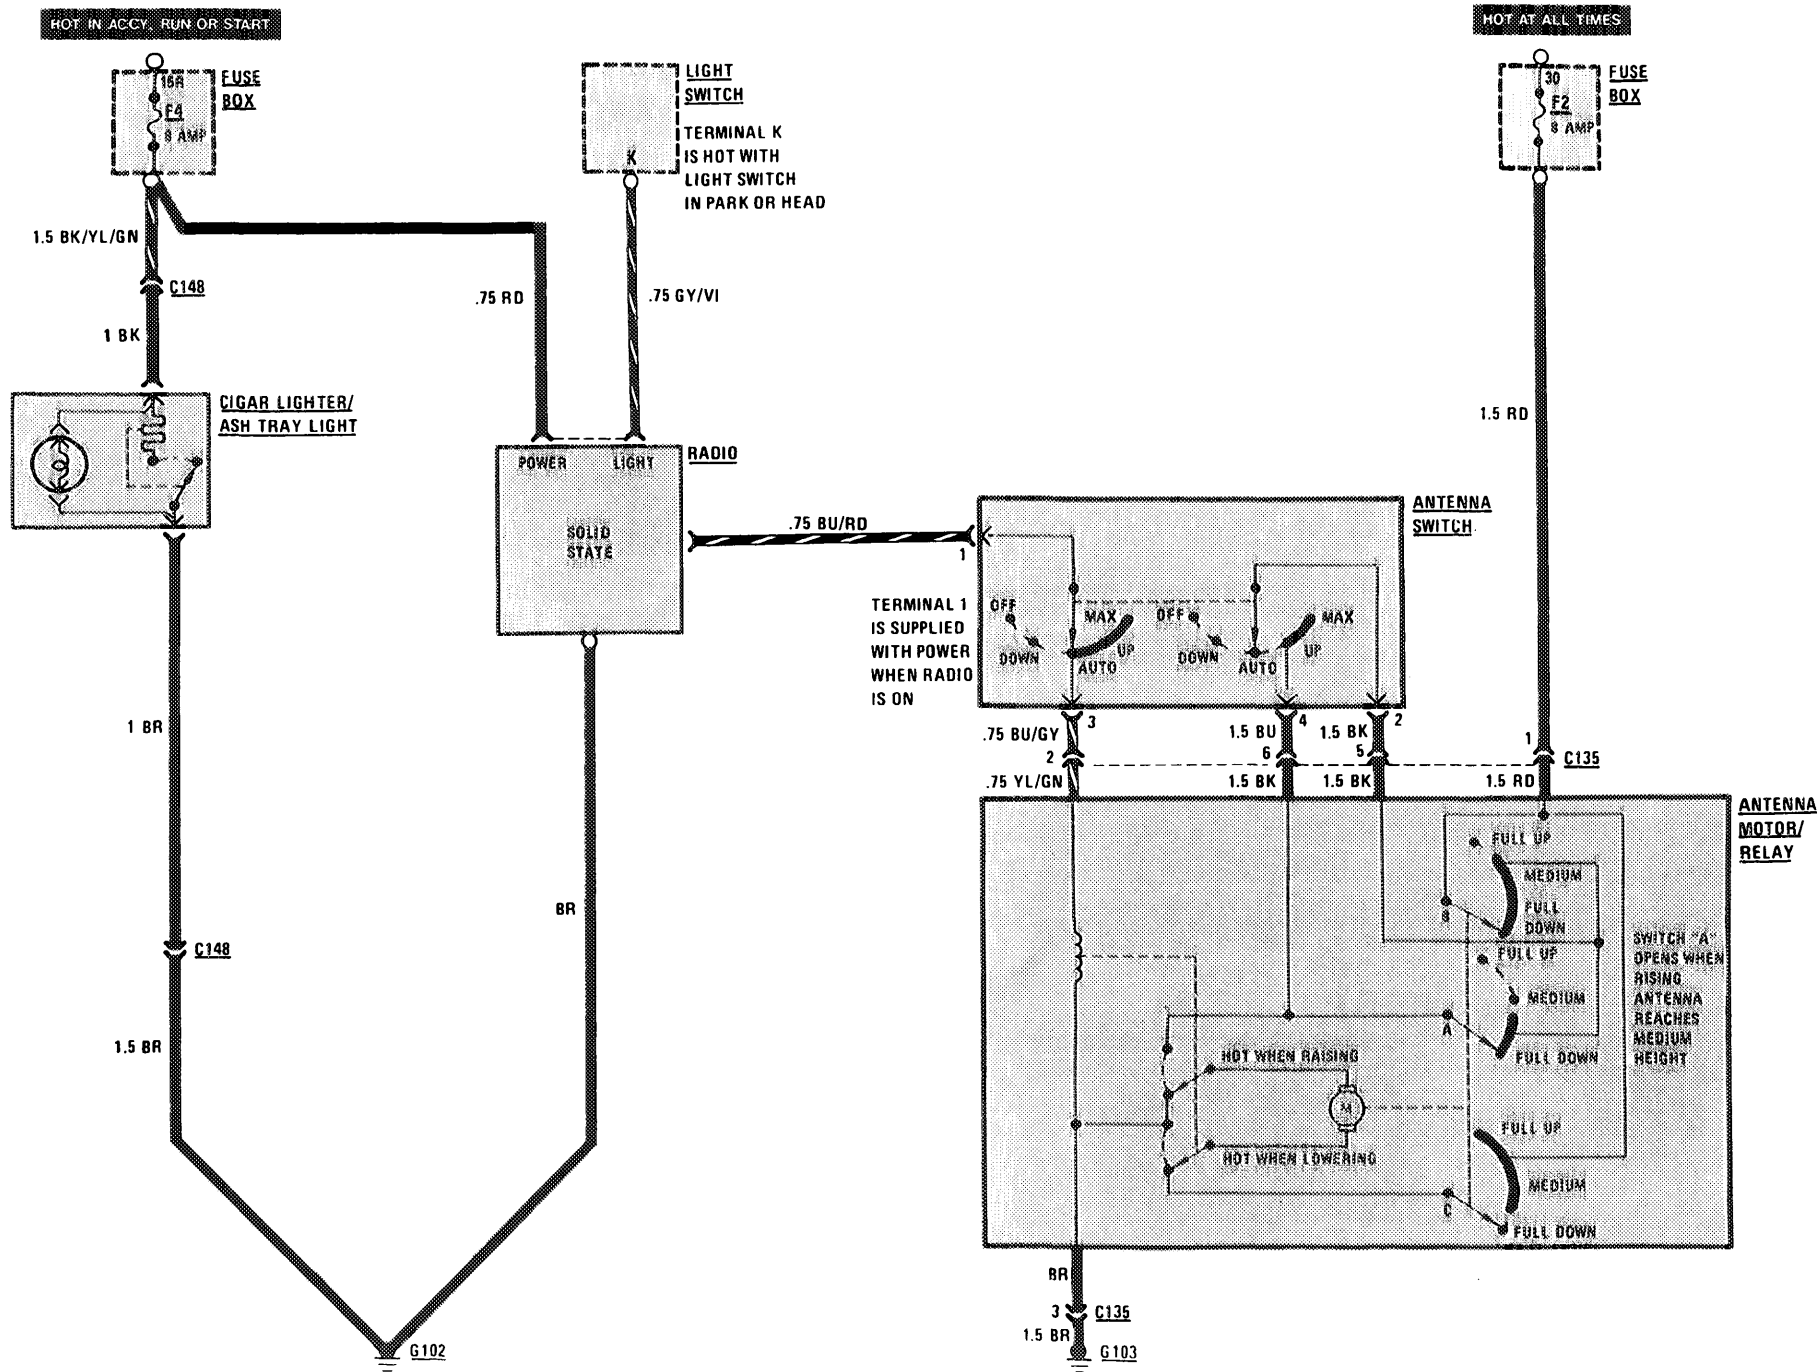 HOT IN ACCY, RUN OR START
15R
F4
8 AMP
FUSE
BOX
LIGHT
SWITCH
TERMINAL K
IS HOT WITH
LIGHT SWITCH
IN PARK OR HEAD
K
HOT AT ALL TIMES
30
F2
8 AMP
FUSE
BOX
1.5 BK/YL/GN
C148
1 BK
.75 RD
.75 GY/VI
1.5 RD
CIGAR LIGHTER/
ASH TRAY LIGHT
POWER
LIGHT
RADIO
SOLID
STATE
.75 BU/RD
1
ANTENNA
SWITCH
TERMINAL 1
IS SUPPLIED
WITH POWER
WHEN RADIO
IS ON
OFF
DOWN
MAX
UP
AUTO
OFF
DOWN
MAX
UP
AUTO
3
4
2
.75 BU/GY
1.5 BU
1.5 BK
1
2
6
5
C135
.75 YL/GN
1.5 BK
1.5 BK
1.5 RD
ANTENNA
MOTOR/
RELAY
FULL UP
MEDIUM
FULL
DOWN
B
FULL UP
MEDIUM
A
FULL DOWN
SWITCH "A"
OPENS WHEN
RISING
ANTENNA
REACHES
MEDIUM
HEIGHT
HOT WHEN RAISING
M
HOT WHEN LOWERING
FULL UP
MEDIUM
C
FULL DOWN
1 BR
BR
C148
1.5 BR
BR
3
C135
1.5 BR
G102
G103